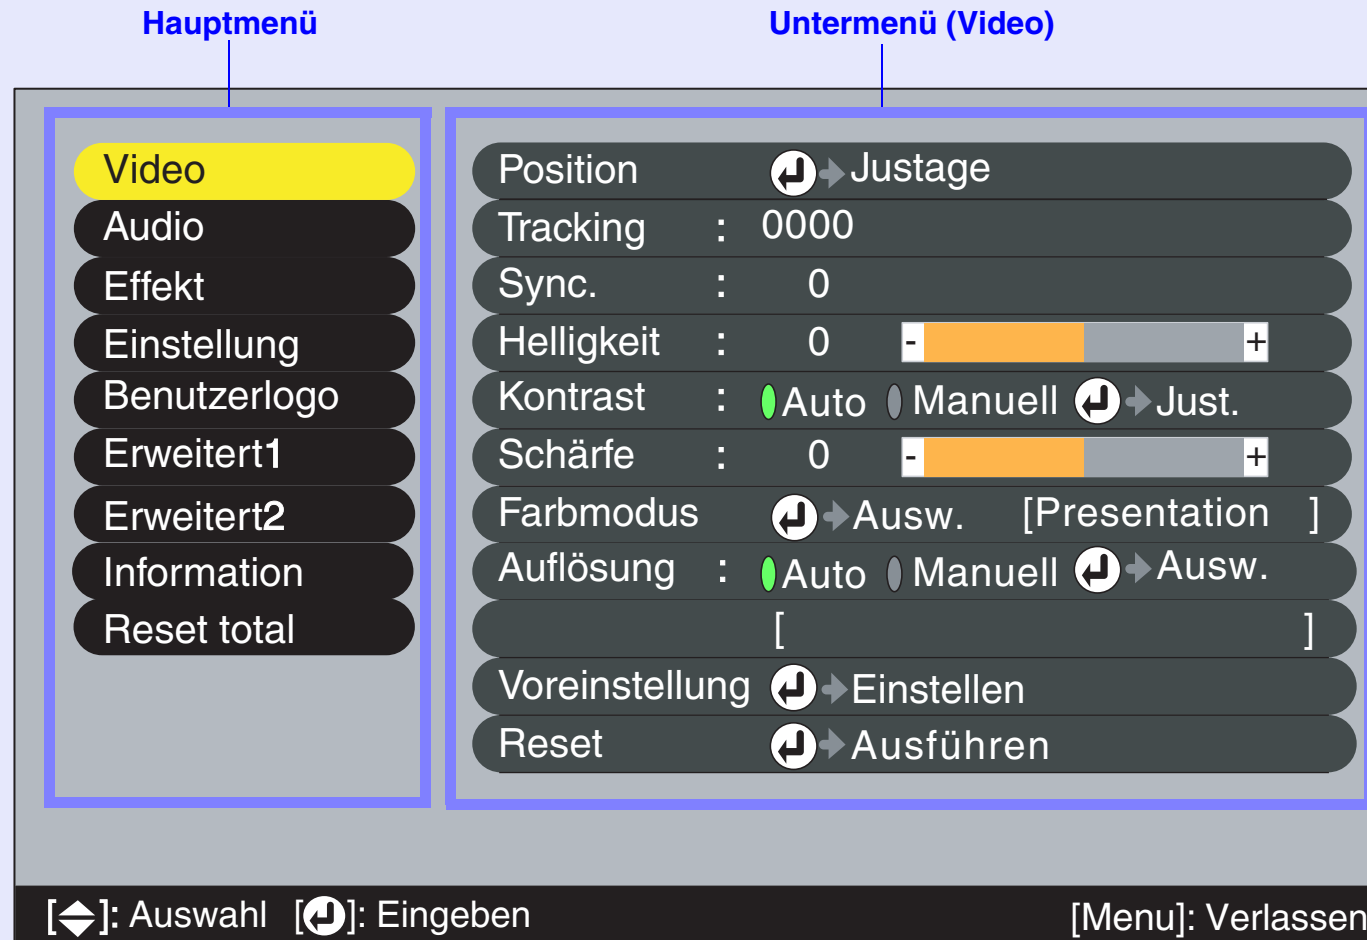 Hauptmenü
Untermenü (Video)
Video
Audio
Effekt
Einstellung
Benutzerlogo
Erweitert1
Erweitert2
Information
Reset total
Position Justage
Tracking : 0000
Sync. : 0
Helligkeit : 0 - +
Kontrast : Auto Manuell Just.
Schärfe : 0 - +
Farbmodus Ausw. [Presentation ]
Auflösung : Auto Manuell Ausw.
[ ]
Voreinstellung Einstellen
Reset Ausführen
[ ]: Auswahl [ ]: Eingeben
[Menu]: Verlassen